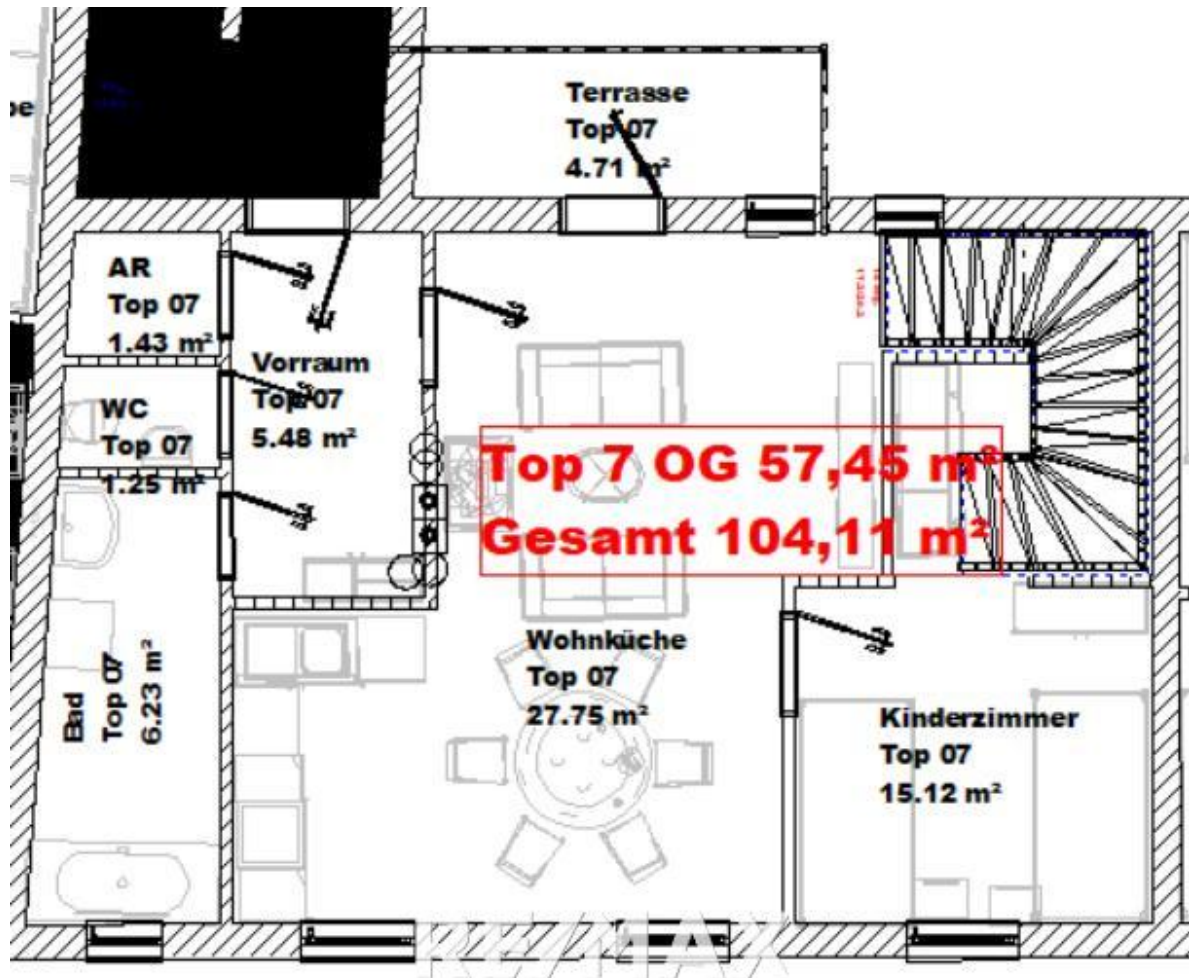 Terrasse
Top 07
4.71 m²
AR
Top 07
1.43 m²
Vorraum
Top 07
5.48 m²
WC
Top 07
1.25 m²
Top 7 OG 57,45 m²
Gesamt 104,11 m²
Wohnküche
Top 07
27.75 m²
Bad
Top 07
6.23 m²
Kinderzimmer
Top 07
15.12 m²
RE/MAX